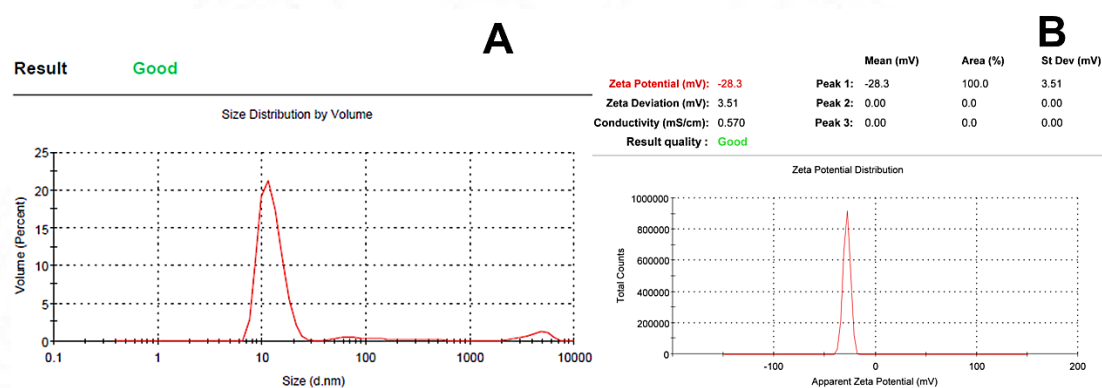 A
Result Good
Size Distribution by Volume
Volume (Percent)
25
20
15
10
5
0
0.1 1 10 100 1000 10000
Size (d.nm)
B
Mean (mV) Area (%) St Dev (mV)
Zeta Potential (mV): -28.3 Peak 1: -28.3 100.0 3.51
Zeta Deviation (mV): 3.51 Peak 2: 0.00 0.0 0.00
Conductivity (mS/cm): 0.570 Peak 3: 0.00 0.0 0.00
Result quality : Good
Zeta Potential Distribution
Total Counts
1000000
800000
600000
400000
200000
0
-100 0 100 200
Apparent Zeta Potential (mV)